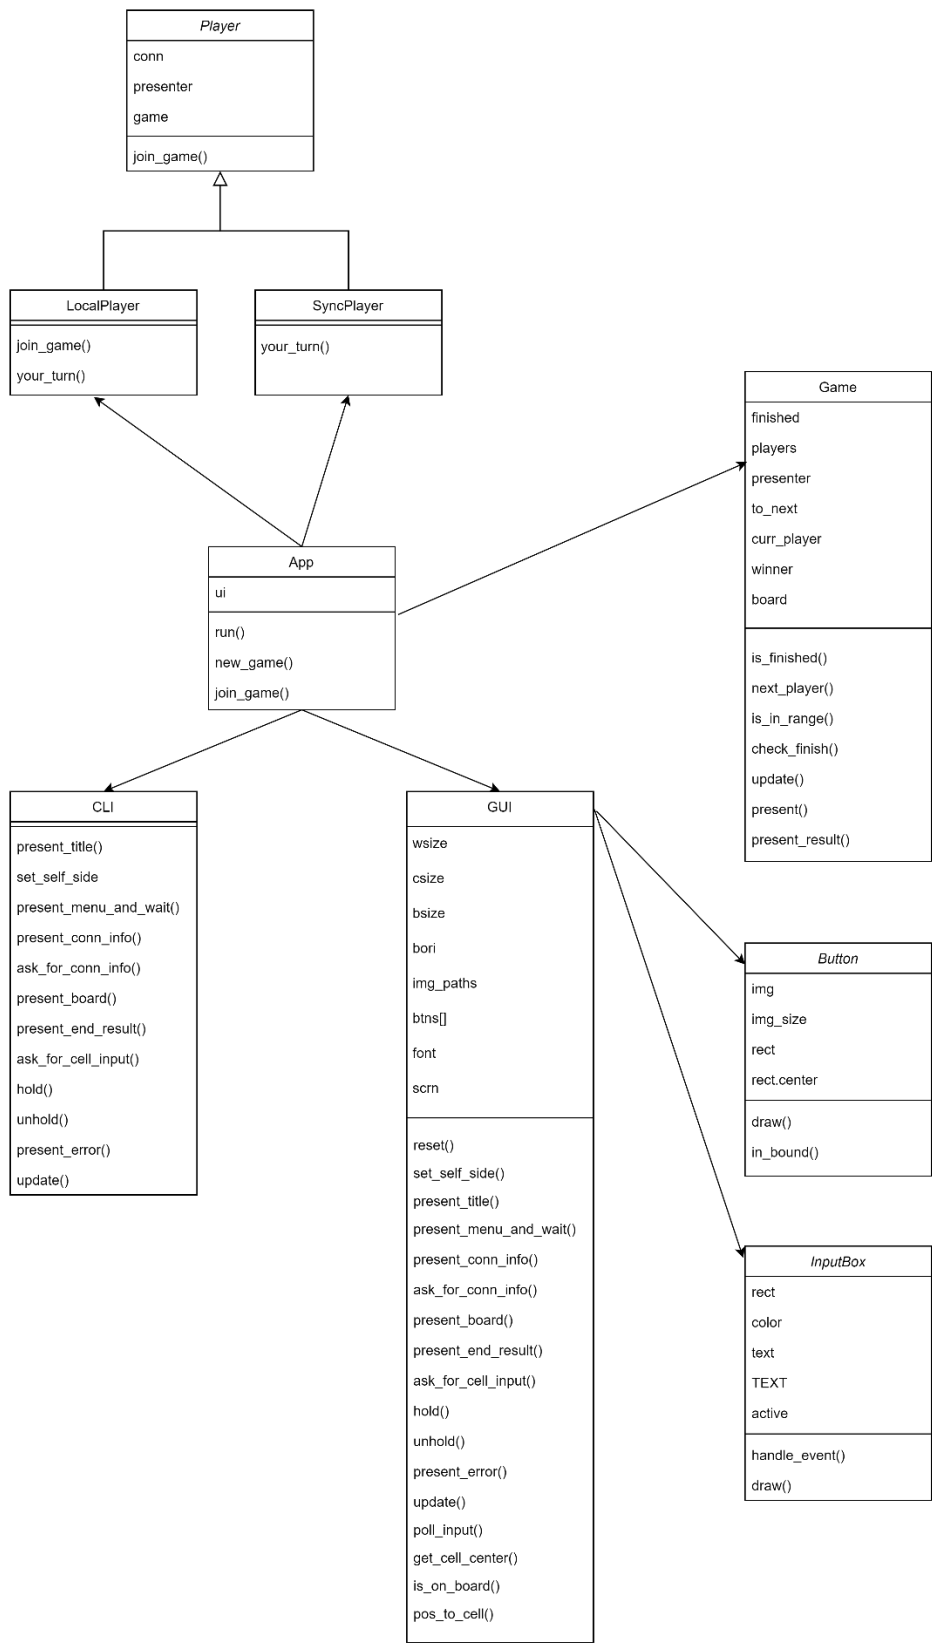 Player
conn
presenter
game
join_game()
LocalPlayer
join_game()
your_turn()
SyncPlayer
your_turn()
Game
finished
players
presenter
to_next
curr_player
winner
board
is_finished()
next_player()
is_in_range()
check_finish()
update()
present()
present_result()
App
ui
run()
new_game()
join_game()
CLI
present_title()
set_self_side
present_menu_and_wait()
present_conn_info()
ask_for_conn_info()
present_board()
present_end_result()
ask_for_cell_input()
hold()
unhold()
present_error()
update()
GUI
wsize
csize
bsize
bori
img_paths
btns[]
font
scrn
reset()
set_self_side()
present_title()
present_menu_and_wait()
present_conn_info()
ask_for_conn_info()
present_board()
present_end_result()
ask_for_cell_input()
hold()
unhold()
present_error()
update()
poll_input()
get_cell_center()
is_on_board()
pos_to_cell()
Button
img
img_size
rect
rect.center
draw()
in_bound()
InputBox
rect
color
text
TEXT
active
handle_event()
draw()